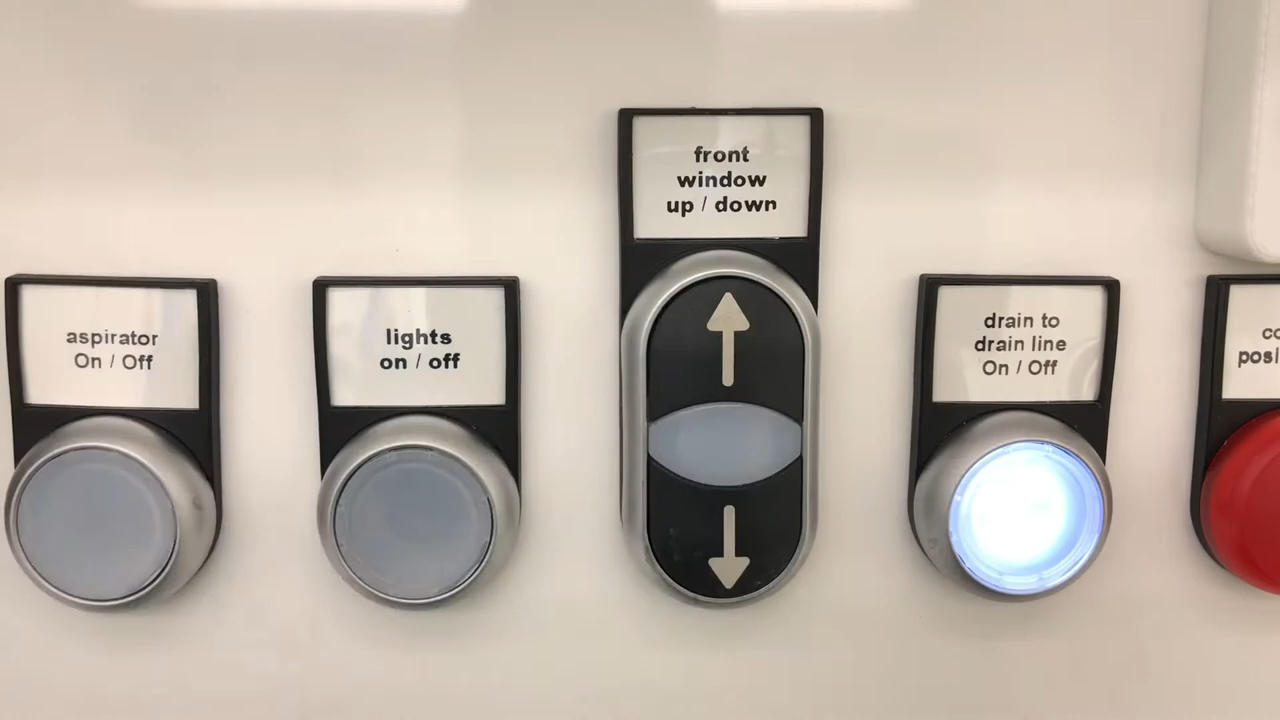 aspirator
On / Off
lights
on / off
front
window
up / down
drain to
drain line
On / Off